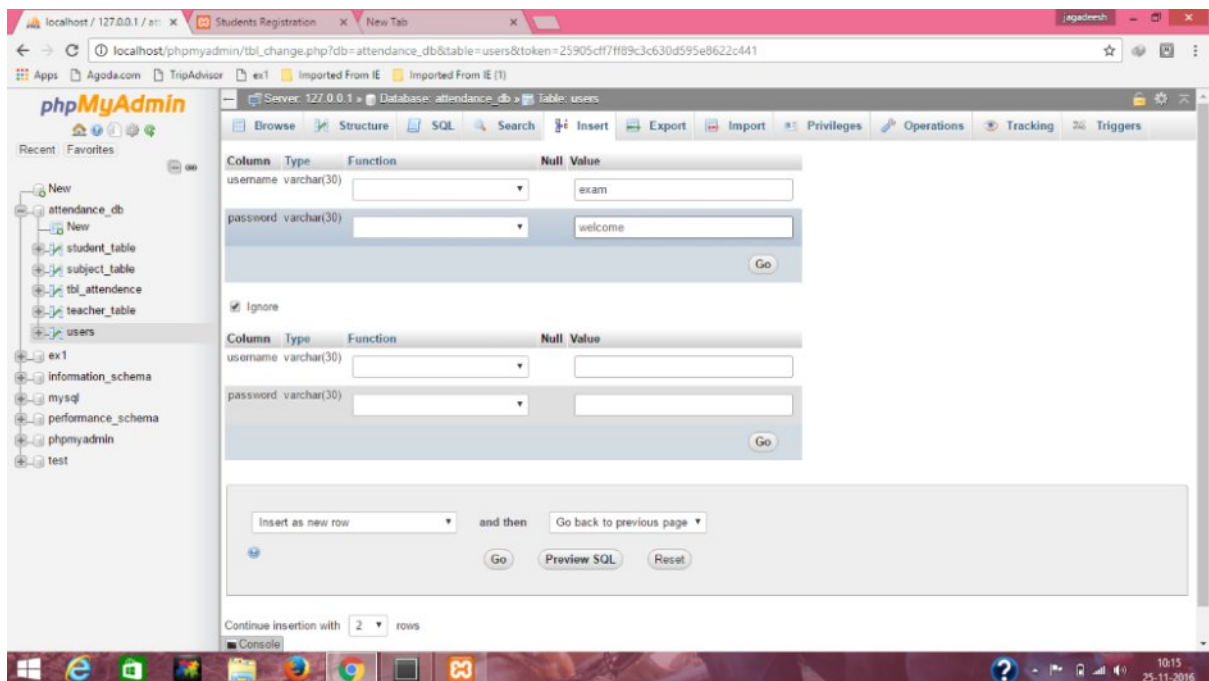 localhost / 127.0.0.1 / att
Students Registration
New Tab
jagadeesh
localhost/phpmyadmin/tbl_change.php?db=attendance_db&table=users&token=25905cff7ff89c3c630d595e8622c441
Apps Agoda.com TripAdvisor ex1 Imported From IE Imported From IE (1)
phpMyAdmin
Recent Favorites
New
attendance_db
New
student_table
subject_table
tbl_attendence
teacher_table
users
ex1
information_schema
mysql
performance_schema
phpmyadmin
test
Server: 127.0.0.1 » Database: attendance_db » Table: users
Browse Structure SQL Search Insert Export Import Privileges Operations Tracking Triggers
Column Type Function Null Value
username varchar(30) exam
password varchar(30) welcome
Go
Ignore
Column Type Function Null Value
username varchar(30)
password varchar(30)
Go
Insert as new row and then Go back to previous page
Go Preview SQL Reset
Continue insertion with 2 rows
Console
10:15
25-11-2016